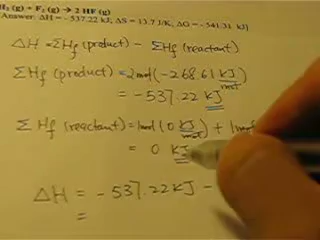 H₂ (g) + F₂ (g) → 2 HF (g)
Answer: ΔH = - 537.22 kJ, ΔS = 13.7 J/K, ΔG = - 541.31 kJ)
ΔH = ΣHf (product) - ΣHf (reactant)
ΣHf (product) = 2mol (-268.61 KJ/mol)
= -537.22 KJ
ΣHf (reactant) = 1mol (0 KJ/mol) + 1mol
= 0 KJ
ΔH = - 537.22 KJ -
=